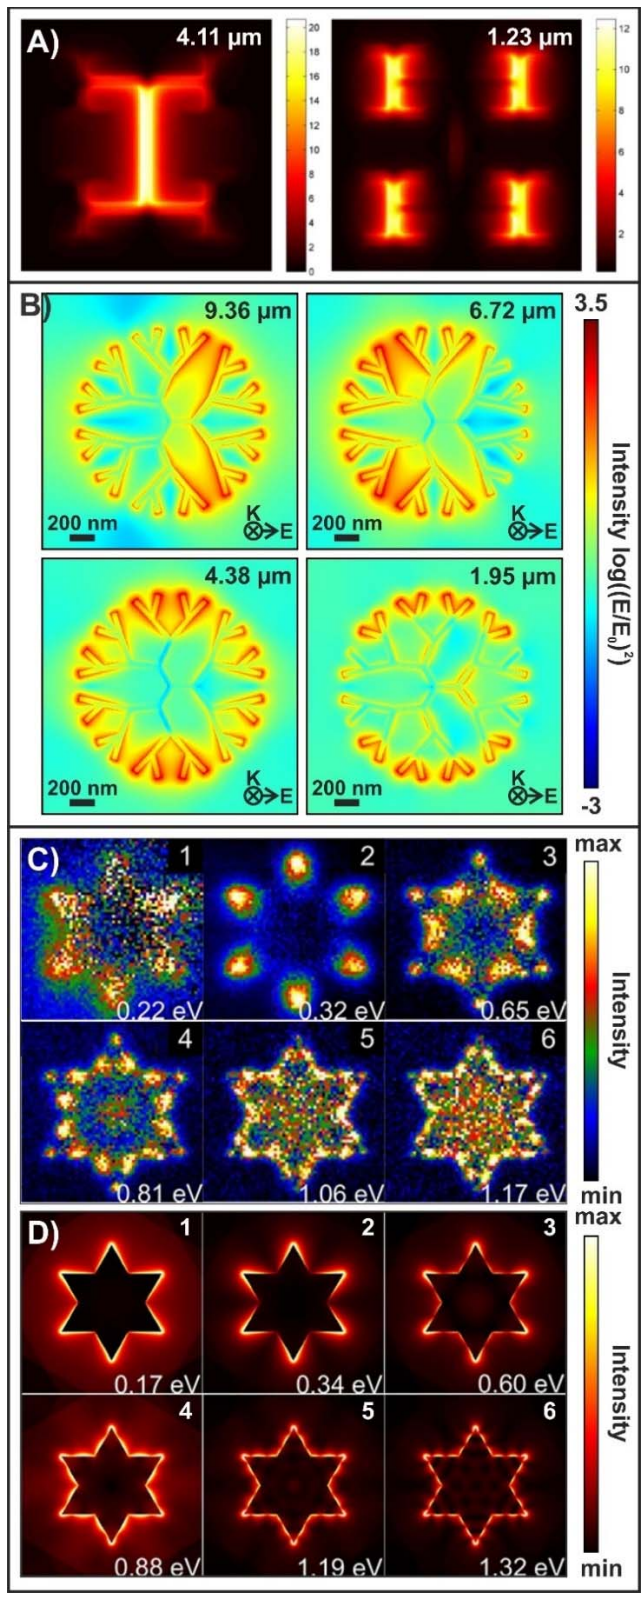 A)
4.11 µm
20
18
16
14
12
10
8
6
4
2
0
1.23 µm
12
10
8
6
4
2
Intensity
B)
9.36 µm
K
E
200 nm
6.72 µm
K
E
200 nm
4.38 µm
K
E
200 nm
1.95 µm
K
E
200 nm
3.5
Intensity log((E/E₀)²)
-3
C)
1
0.22 eV
2
0.32 eV
3
0.65 eV
4
0.81 eV
5
1.06 eV
6
1.17 eV
max
Intensity
min
D)
1
0.17 eV
2
0.34 eV
3
0.60 eV
4
0.88 eV
5
1.19 eV
6
1.32 eV
max
Intensity
min